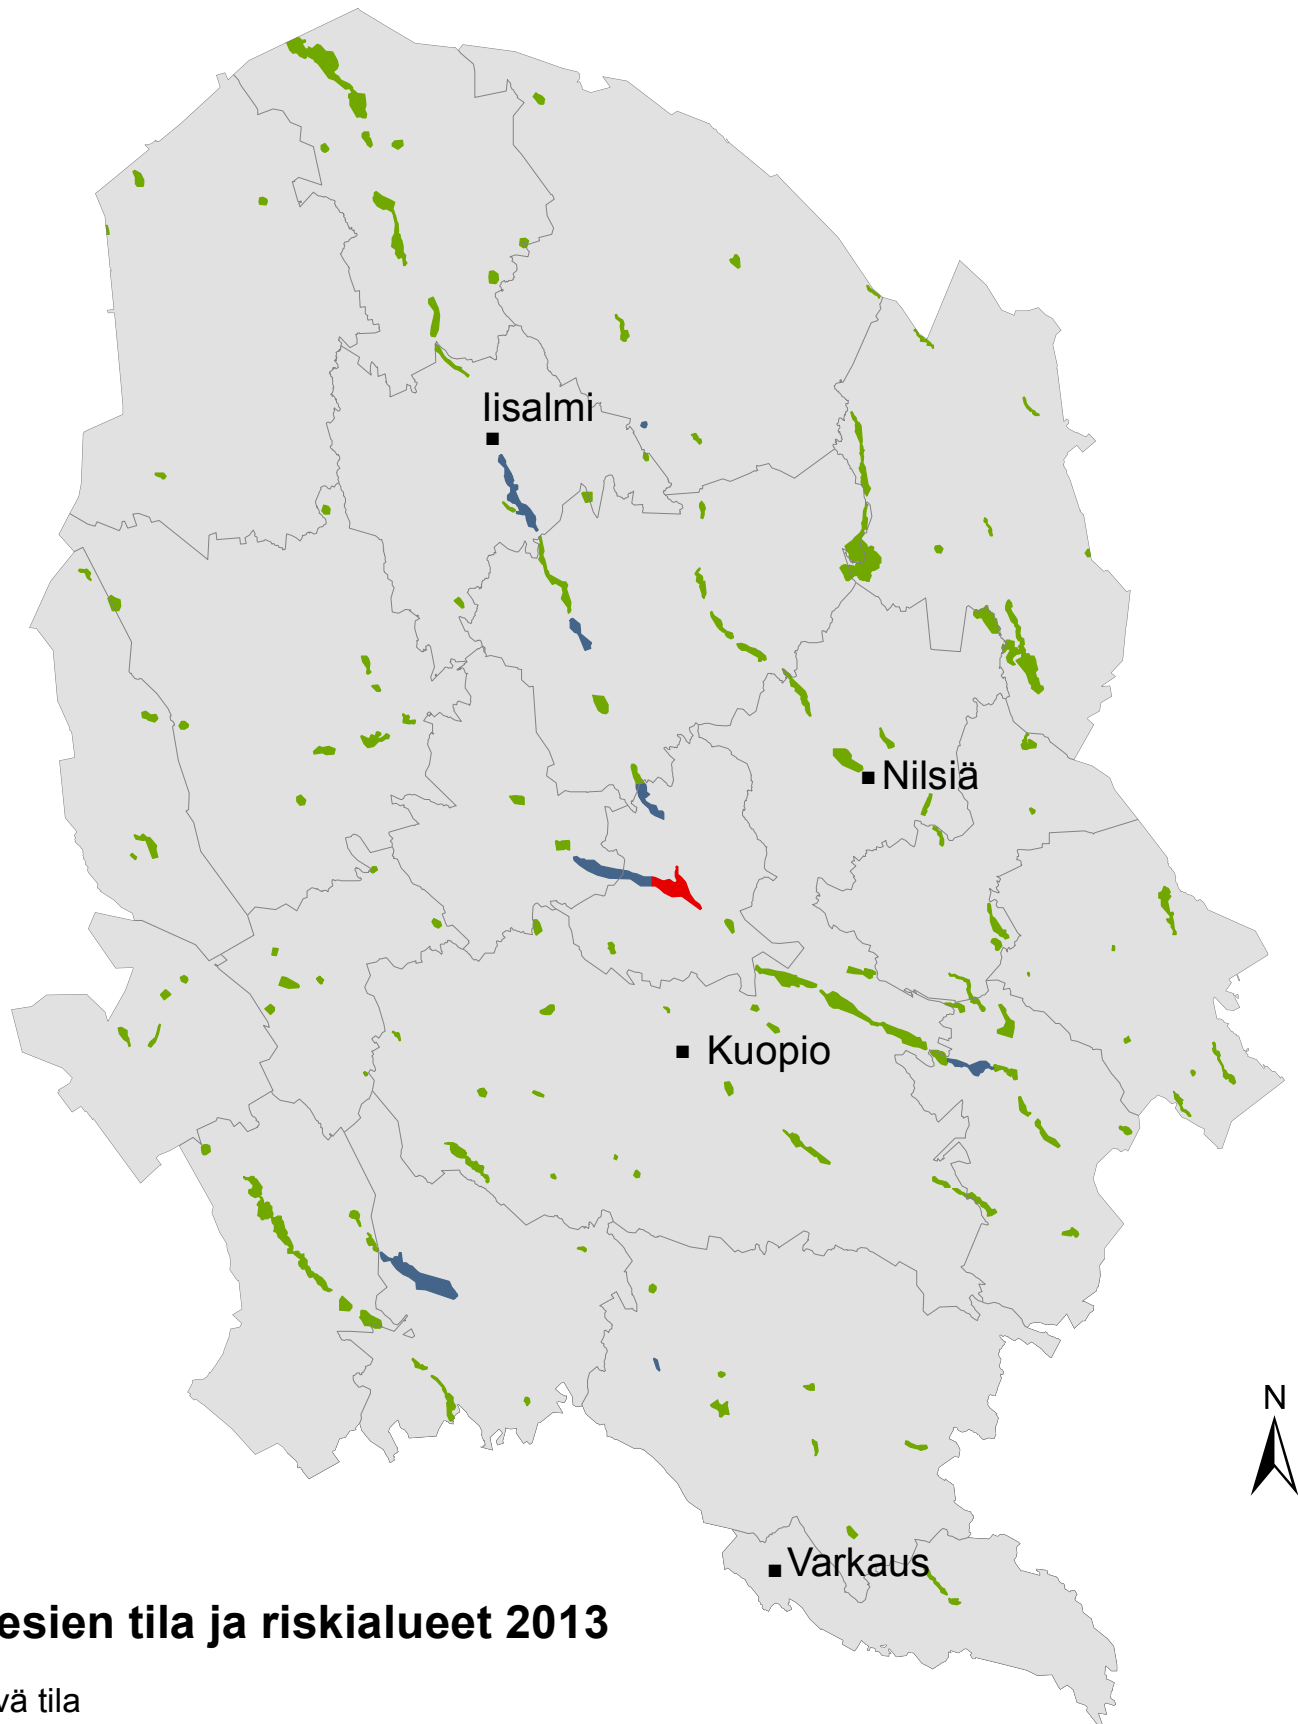 Iisalmi
Nilsiä
Kuopio
N
Varkaus
esien tila ja riskialueet 2013
vä tila